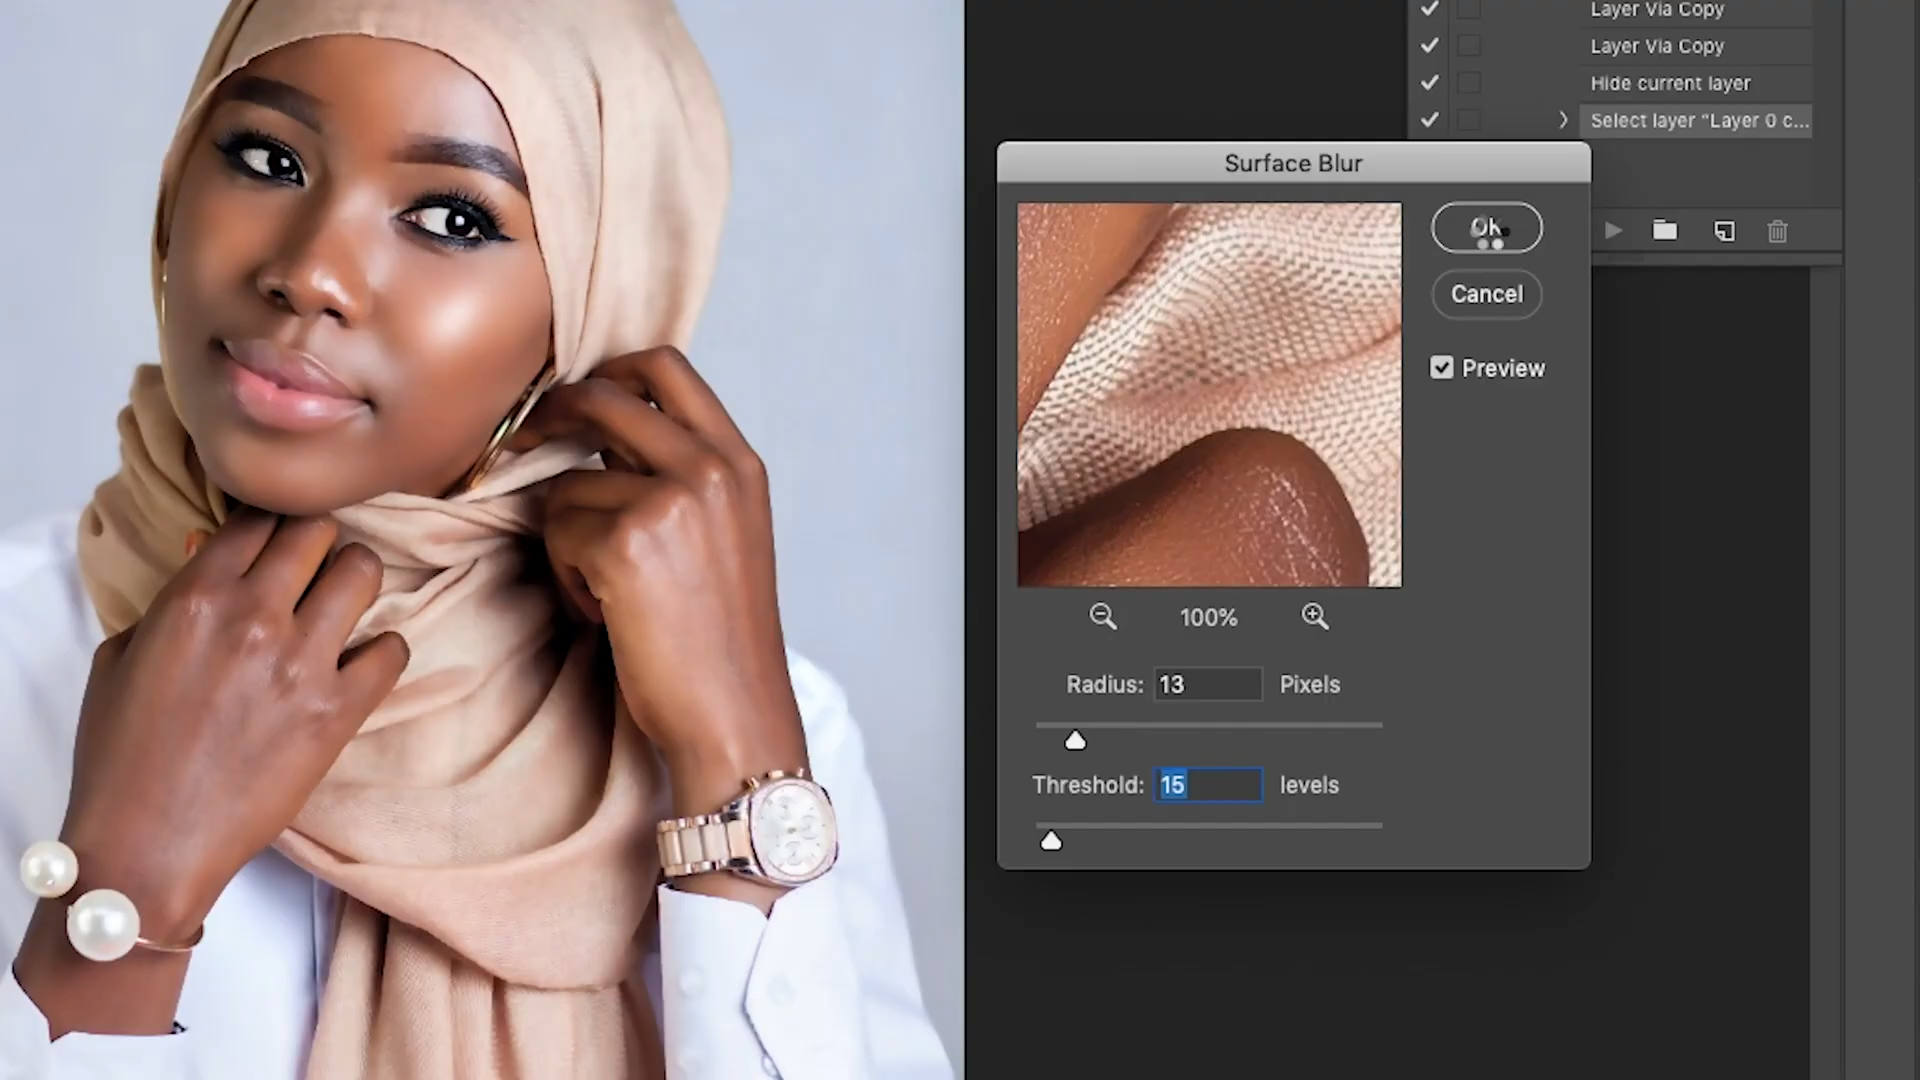 Layer Via Copy
Layer Via Copy
Hide current layer
Select layer "Layer 0 c...
Surface Blur
Ok
Cancel
Preview
100%
Radius: 13 Pixels
Threshold: 15 levels